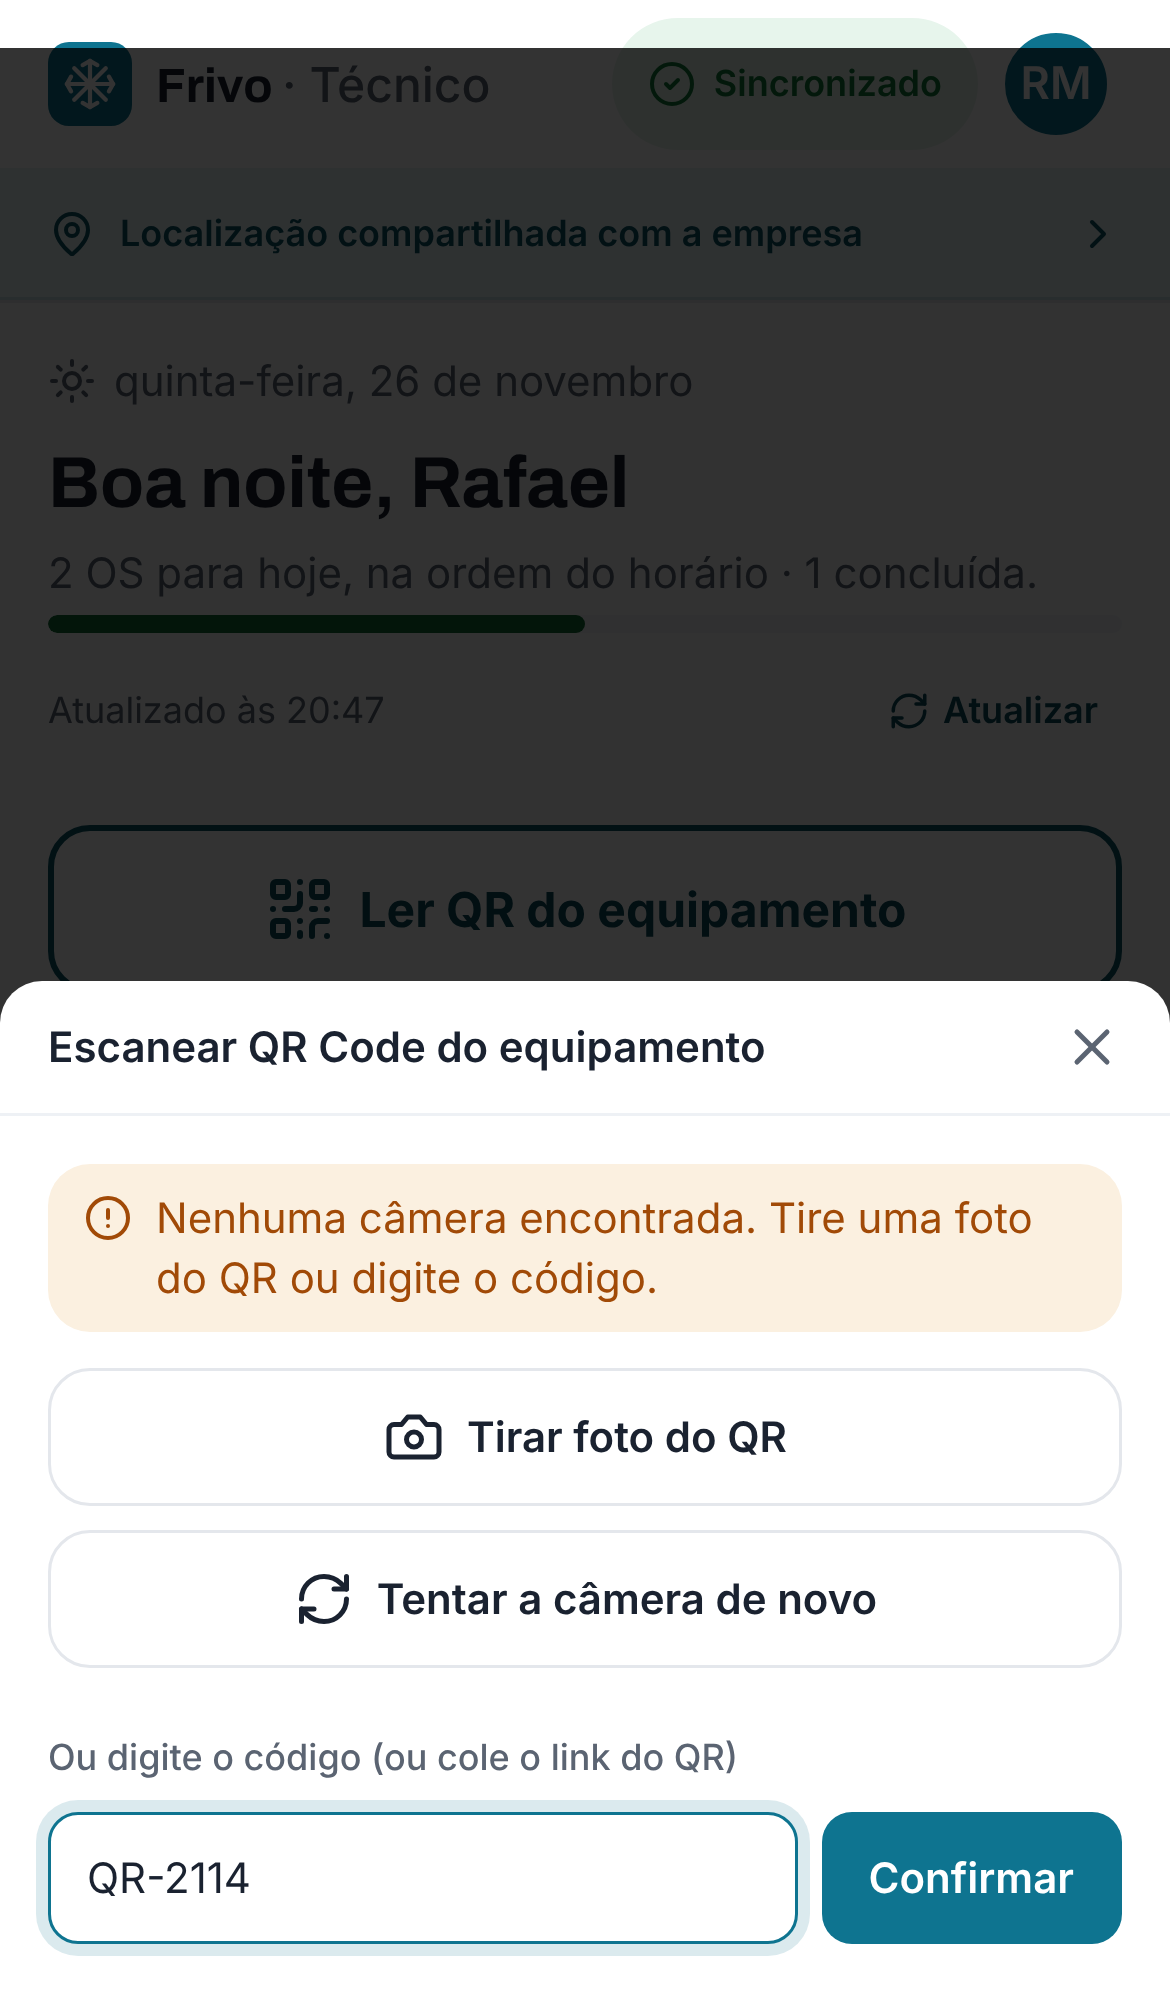 Frivo · Técnico
Sincronizado
RM
Localização compartilhada com a empresa
quinta-feira, 26 de novembro
Boa noite, Rafael
2 OS para hoje, na ordem do horário · 1 concluída.
Atualizado às 20:47
Atualizar
Ler QR do equipamento
Escanear QR Code do equipamento
Nenhuma câmera encontrada. Tire uma foto
do QR ou digite o código.
Tirar foto do QR
Tentar a câmera de novo
Ou digite o código (ou cole o link do QR)
QR-2114
Confirmar